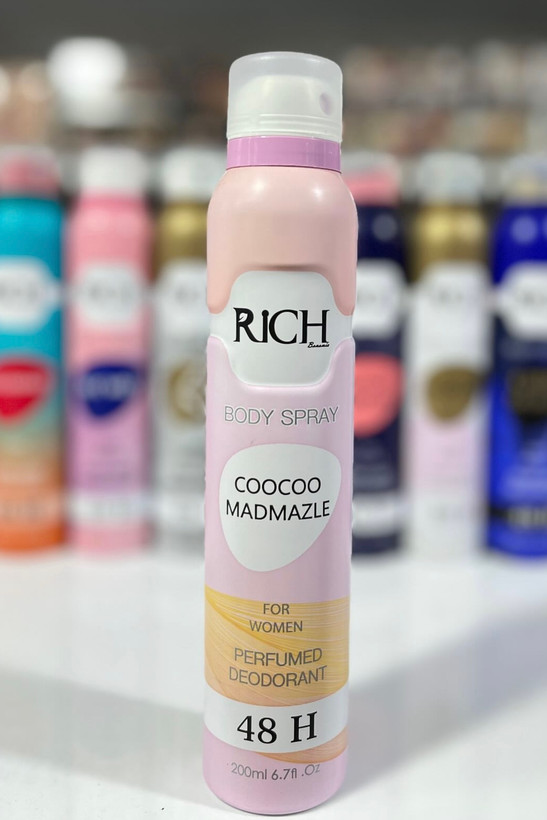 RICH
BODY SPRAY
COOCOO
MADMAZLE
FOR
WOMEN
PERFUMED
DEODORANT
48 H
200ml 6.7fl .Oz